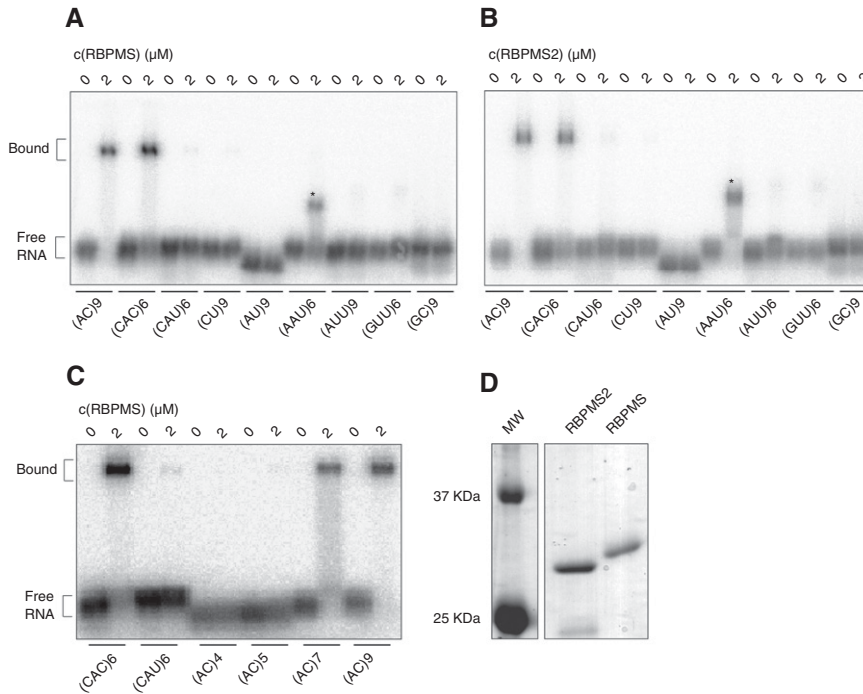 A
c(RBPMS) (µM)
0 2 0 2 0 2 0 2 0 2 0 2 0 2 0 2 0 2
Bound
*
Free
RNA
(AC)9 (CAC)6 (CAU)6 (CU)9 (AU)9 (AAU)6 (AUU)6 (GUU)6 (GC)9
B
c(RBPMS2) (µM)
0 2 0 2 0 2 0 2 0 2 0 2 0 2 0 2 0 2
*
(AC)9 (CAC)6 (CAU)6 (CU)9 (AU)9 (AAU)6 (AUU)6 (GUU)6 (GC)9
C
c(RBPMS) (µM)
0 2 0 2 0 2 0 2 0 2 0 2
Bound
Free
RNA
(CAC)6 (CAU)6 (AC)4 (AC)5 (AC)7 (AC)9
D
MW RBPMS2 RBPMS
37 KDa
25 KDa